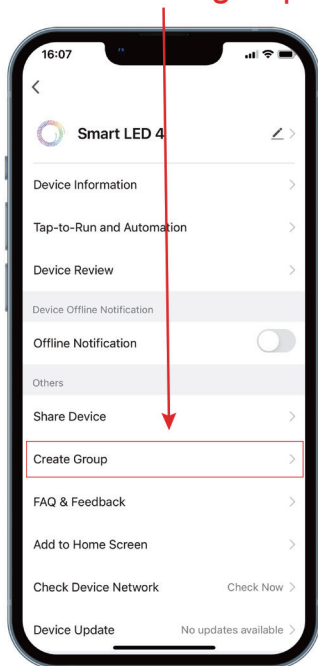 16:07
Smart LED 4
Device Information
Tap-to-Run and Automation
Device Review
Device Offline Notification
Offline Notification
Others
Share Device
Create Group
FAQ & Feedback
Add to Home Screen
Check Device Network Check Now
Device Update No updates available